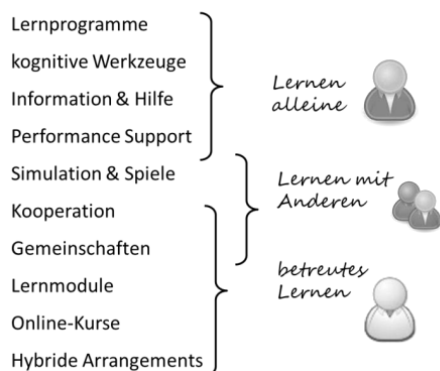 Lernprogramme
kognitive Werkzeuge
Information & Hilfe
Performance Support
Simulation & Spiele
Kooperation
Gemeinschaften
Lernmodule
Online-Kurse
Hybride Arrangements
Lernen
alleine
Lernen mit
Anderen
betreutes
Lernen